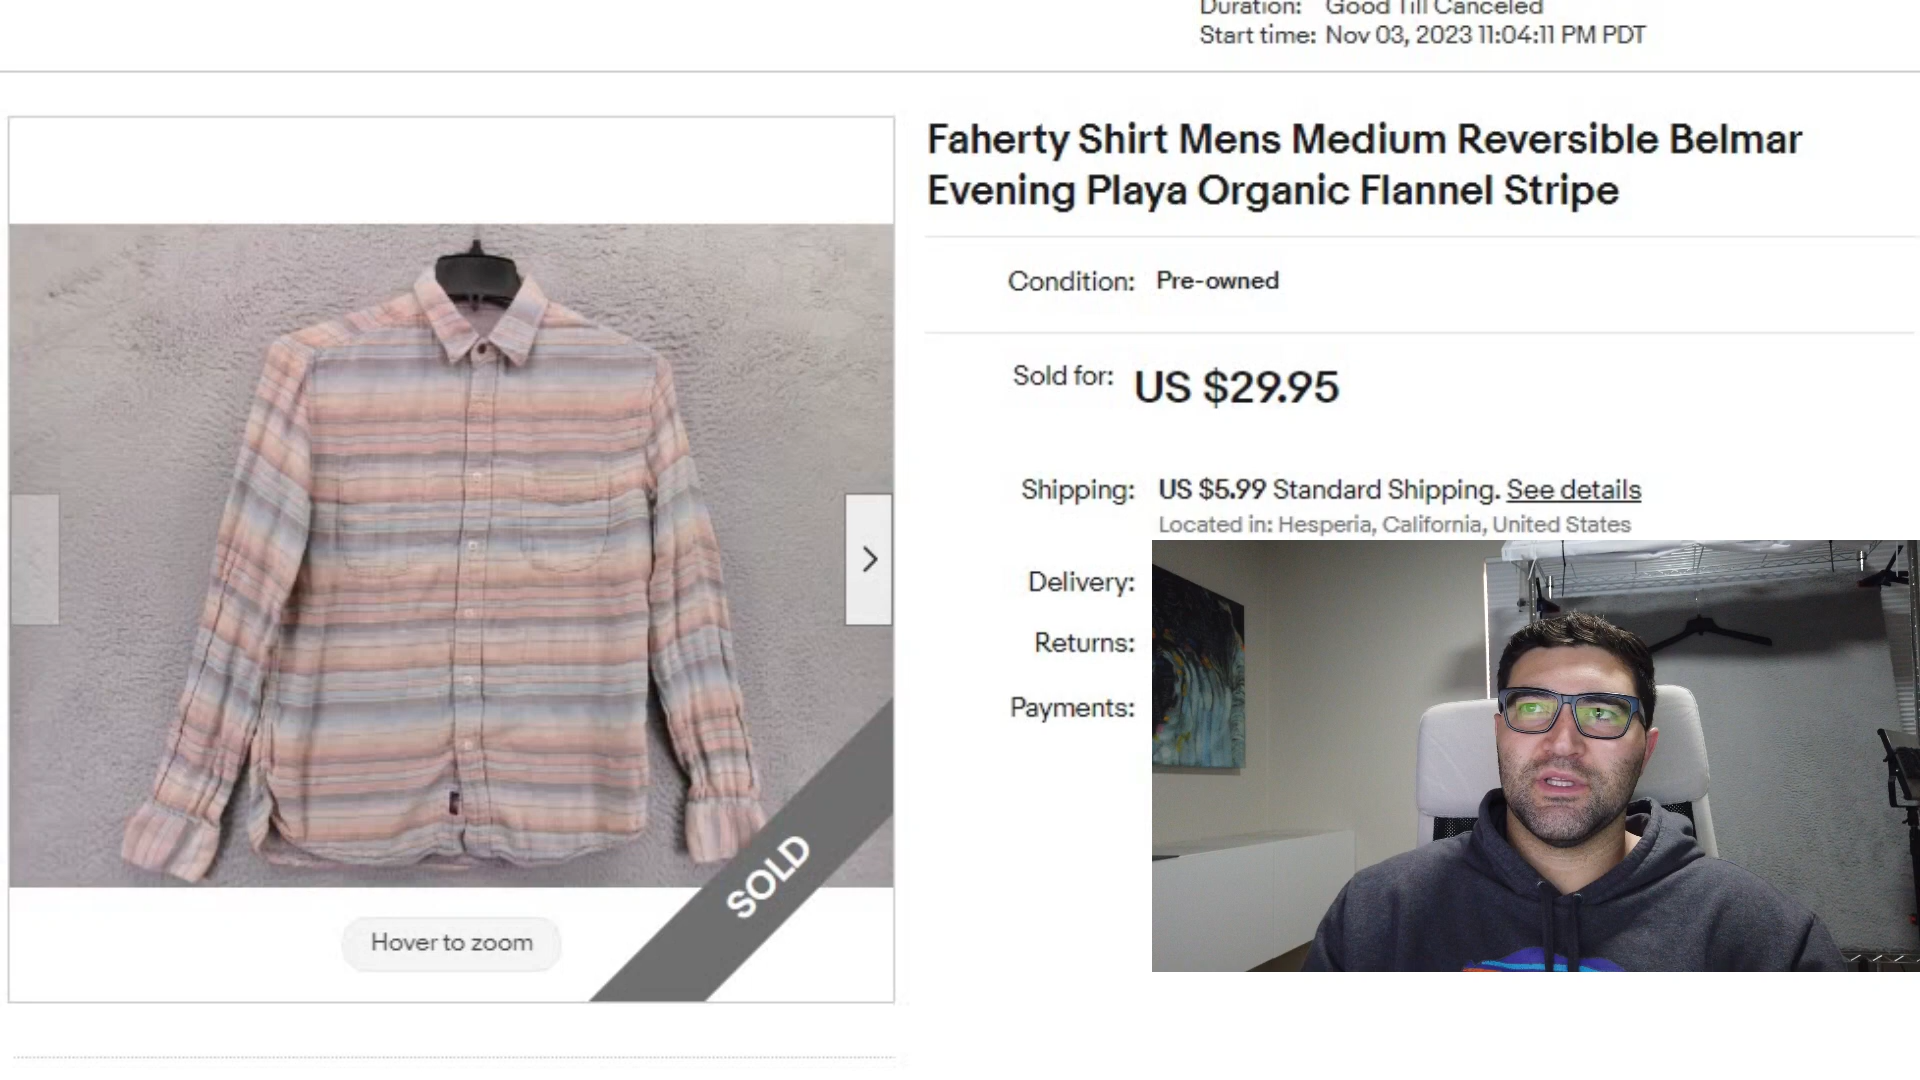 Duration: Good Till Canceled
Start time: Nov 03, 2023 11:04:11 PM PDT
Faherty Shirt Mens Medium Reversible Belmar
Evening Playa Organic Flannel Stripe
Condition: Pre-owned
Sold for: US $29.95
Shipping: US $5.99 Standard Shipping. See details
Located in: Hesperia, California, United States
Delivery:
Returns:
Payments:
SOLD
Hover to zoom